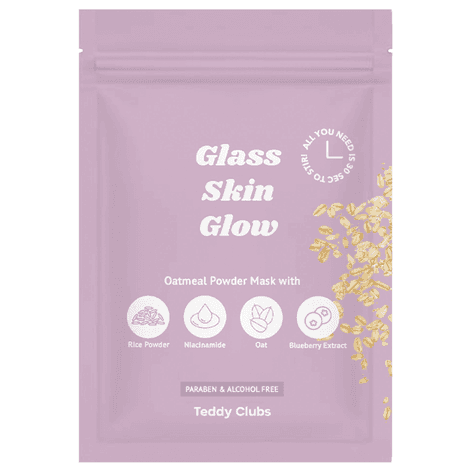 ALL YOU NEED IS 30 SEC TO STIR!
Glass
Skin
Glow
Oatmeal Powder Mask with
Rice Powder
Niacinamide
Oat
Blueberry Extract
PARABEN & ALCOHOL FREE
Teddy Clubs